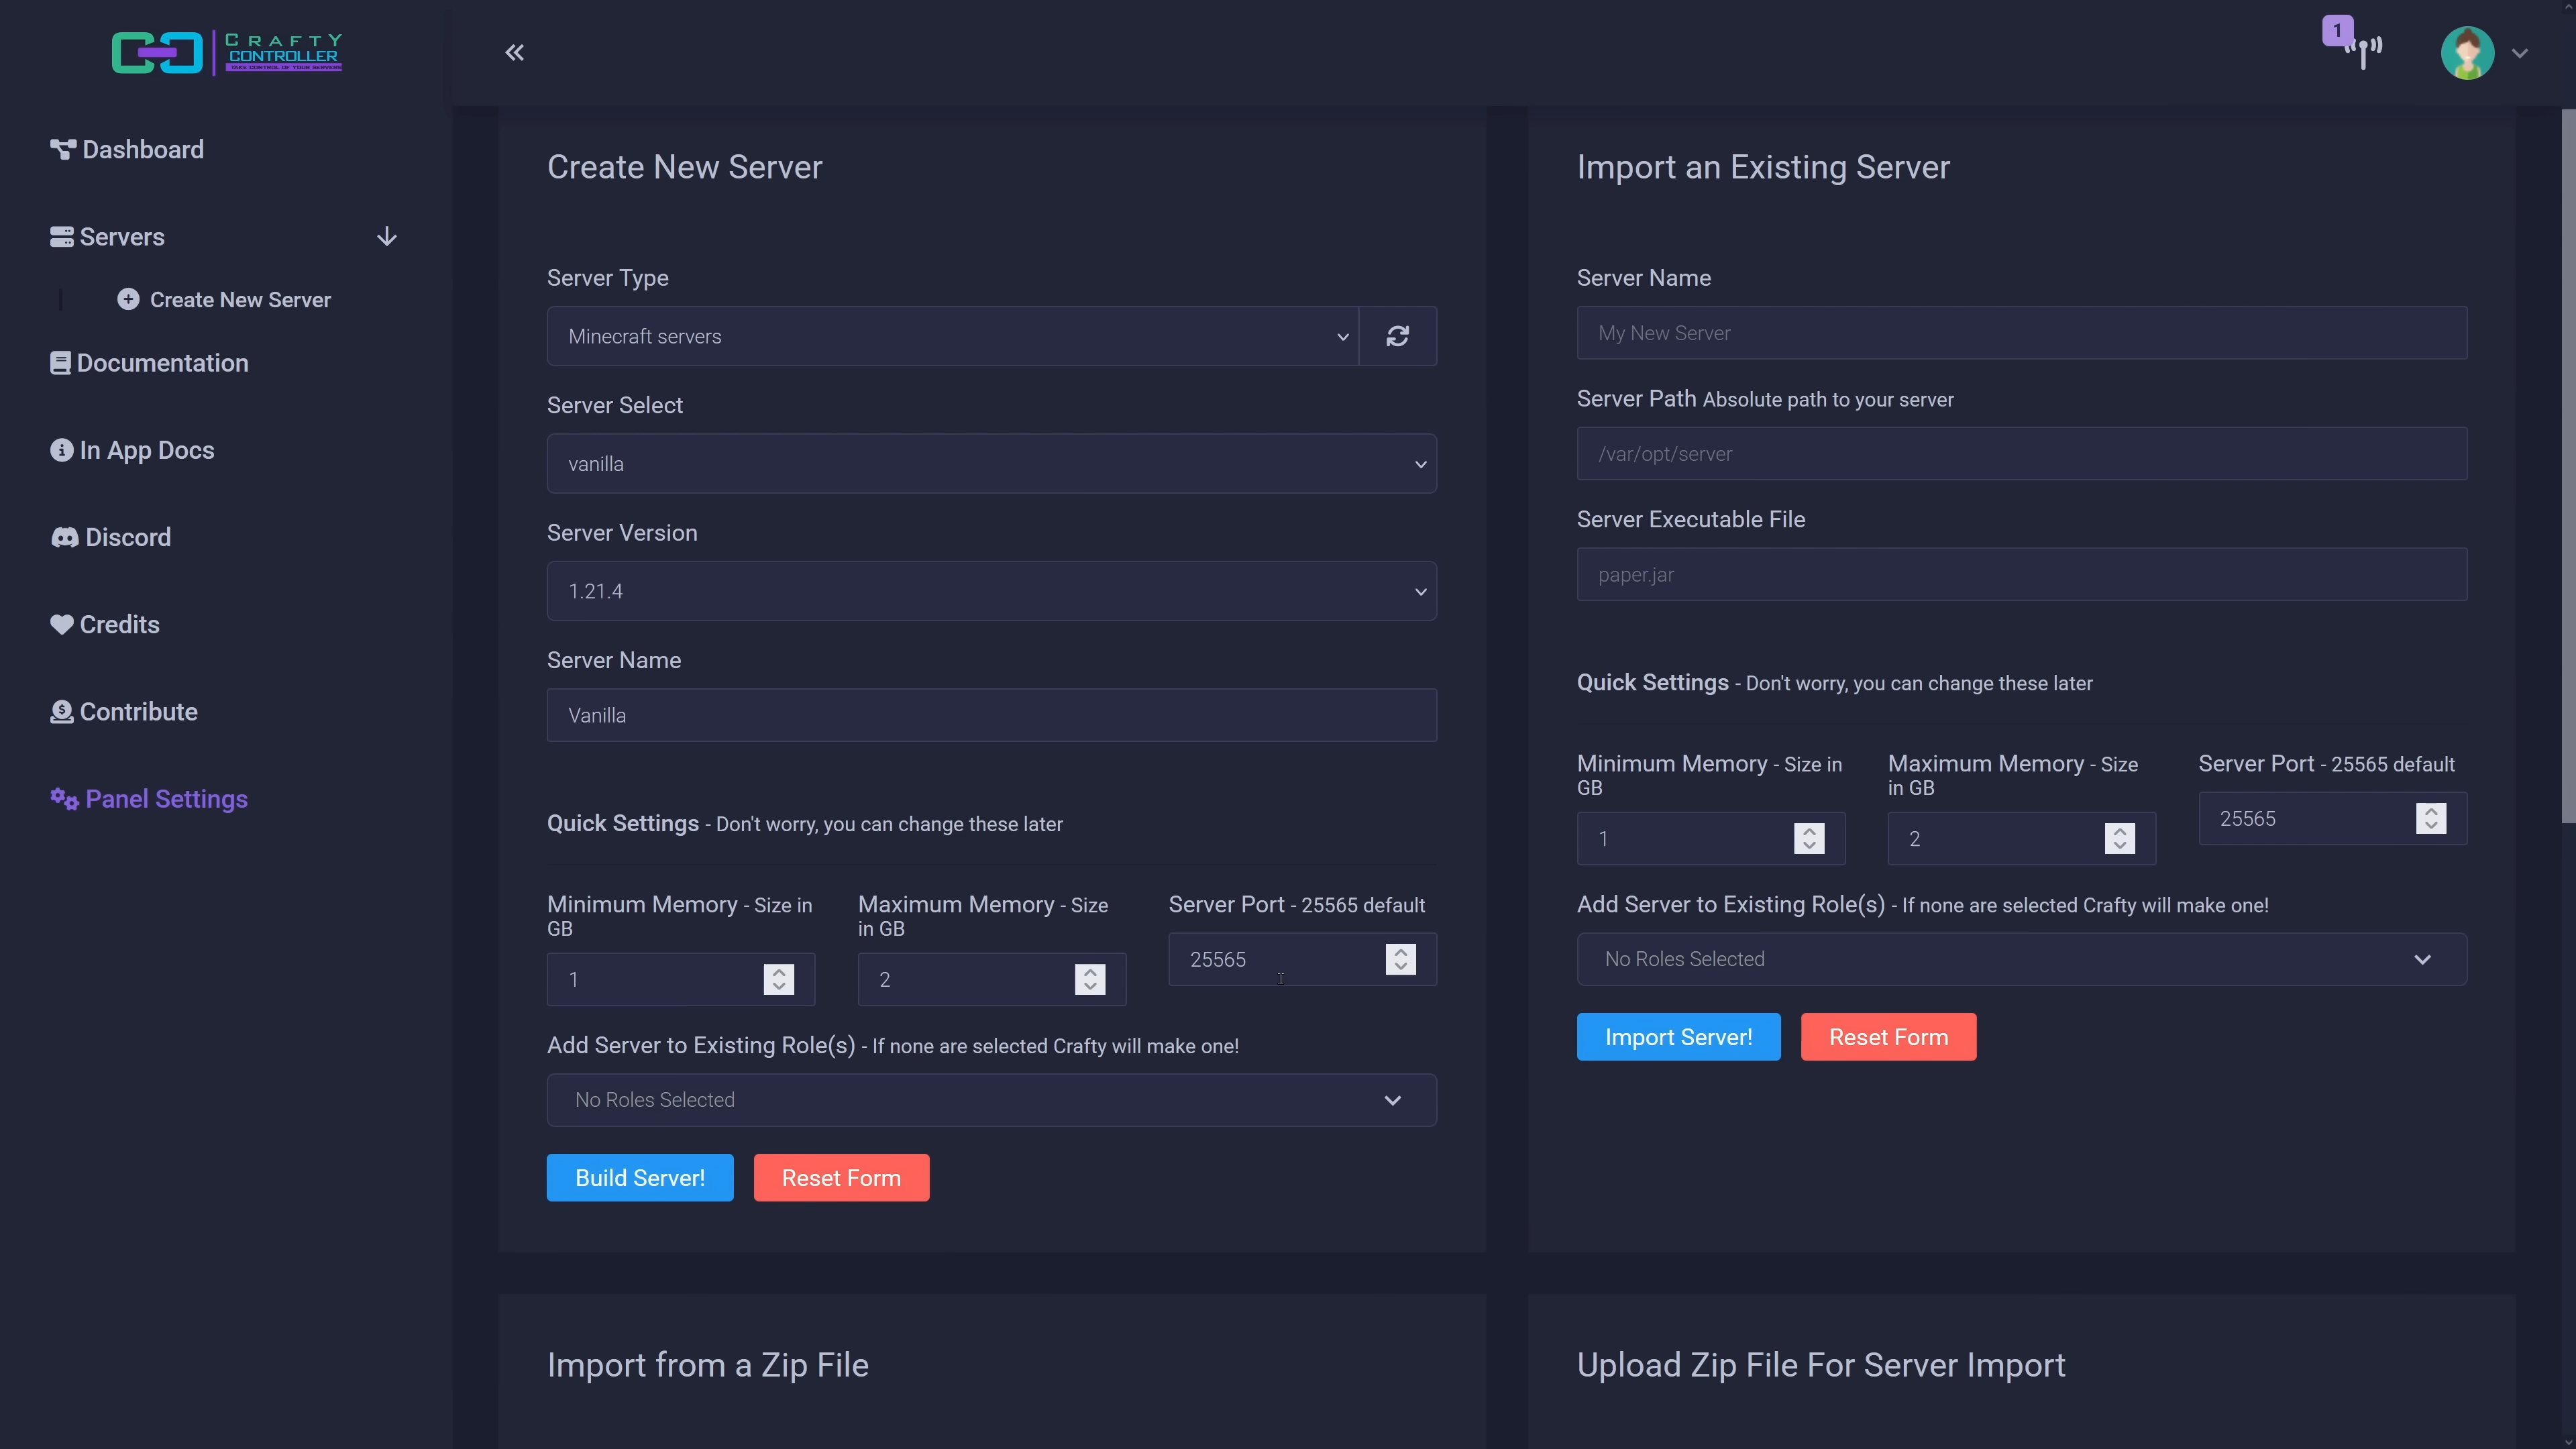 CRAFTY
CONTROLLER
TAKE CONTROL OF YOUR SERVERS
1
Dashboard
Servers
Create New Server
Documentation
In App Docs
Discord
Credits
Contribute
Panel Settings
Create New Server
Server Type
Minecraft servers
Server Select
vanilla
Server Version
1.21.4
Server Name
Vanilla
Quick Settings - Don't worry, you can change these later
Minimum Memory - Size in
GB
1
Maximum Memory - Size
in GB
2
Server Port - 25565 default
25565
Add Server to Existing Role(s) - If none are selected Crafty will make one!
No Roles Selected
Build Server!
Reset Form
Import an Existing Server
Server Name
My New Server
Server Path Absolute path to your server
/var/opt/server
Server Executable File
paper.jar
Quick Settings - Don't worry, you can change these later
Minimum Memory - Size in
GB
1
Maximum Memory - Size
in GB
2
Server Port - 25565 default
25565
Add Server to Existing Role(s) - If none are selected Crafty will make one!
No Roles Selected
Import Server!
Reset Form
Import from a Zip File
Upload Zip File For Server Import